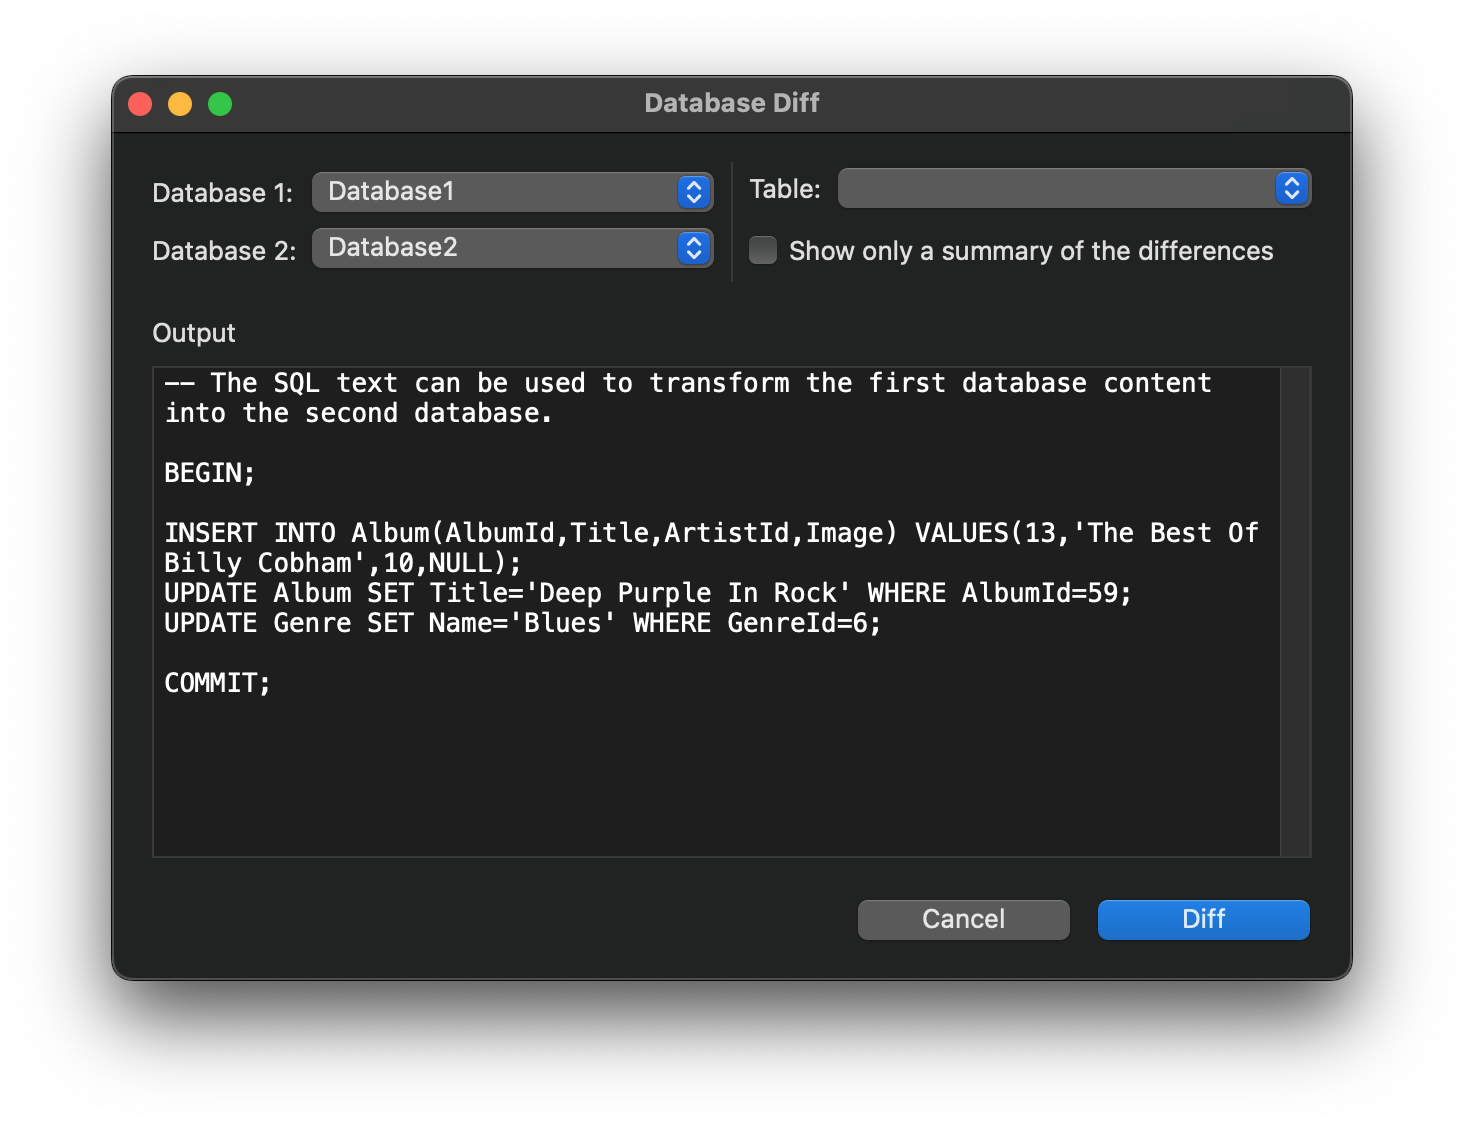 Database Diff
Database 1: Database1
Table:
Database 2: Database2
Show only a summary of the differences
Output
-- The SQL text can be used to transform the first database content
into the second database.
BEGIN;
INSERT INTO Album(AlbumId,Title,ArtistId,Image) VALUES(13,'The Best Of
Billy Cobham',10,NULL);
UPDATE Album SET Title='Deep Purple In Rock' WHERE AlbumId=59;
UPDATE Genre SET Name='Blues' WHERE GenreId=6;
COMMIT;
Cancel
Diff